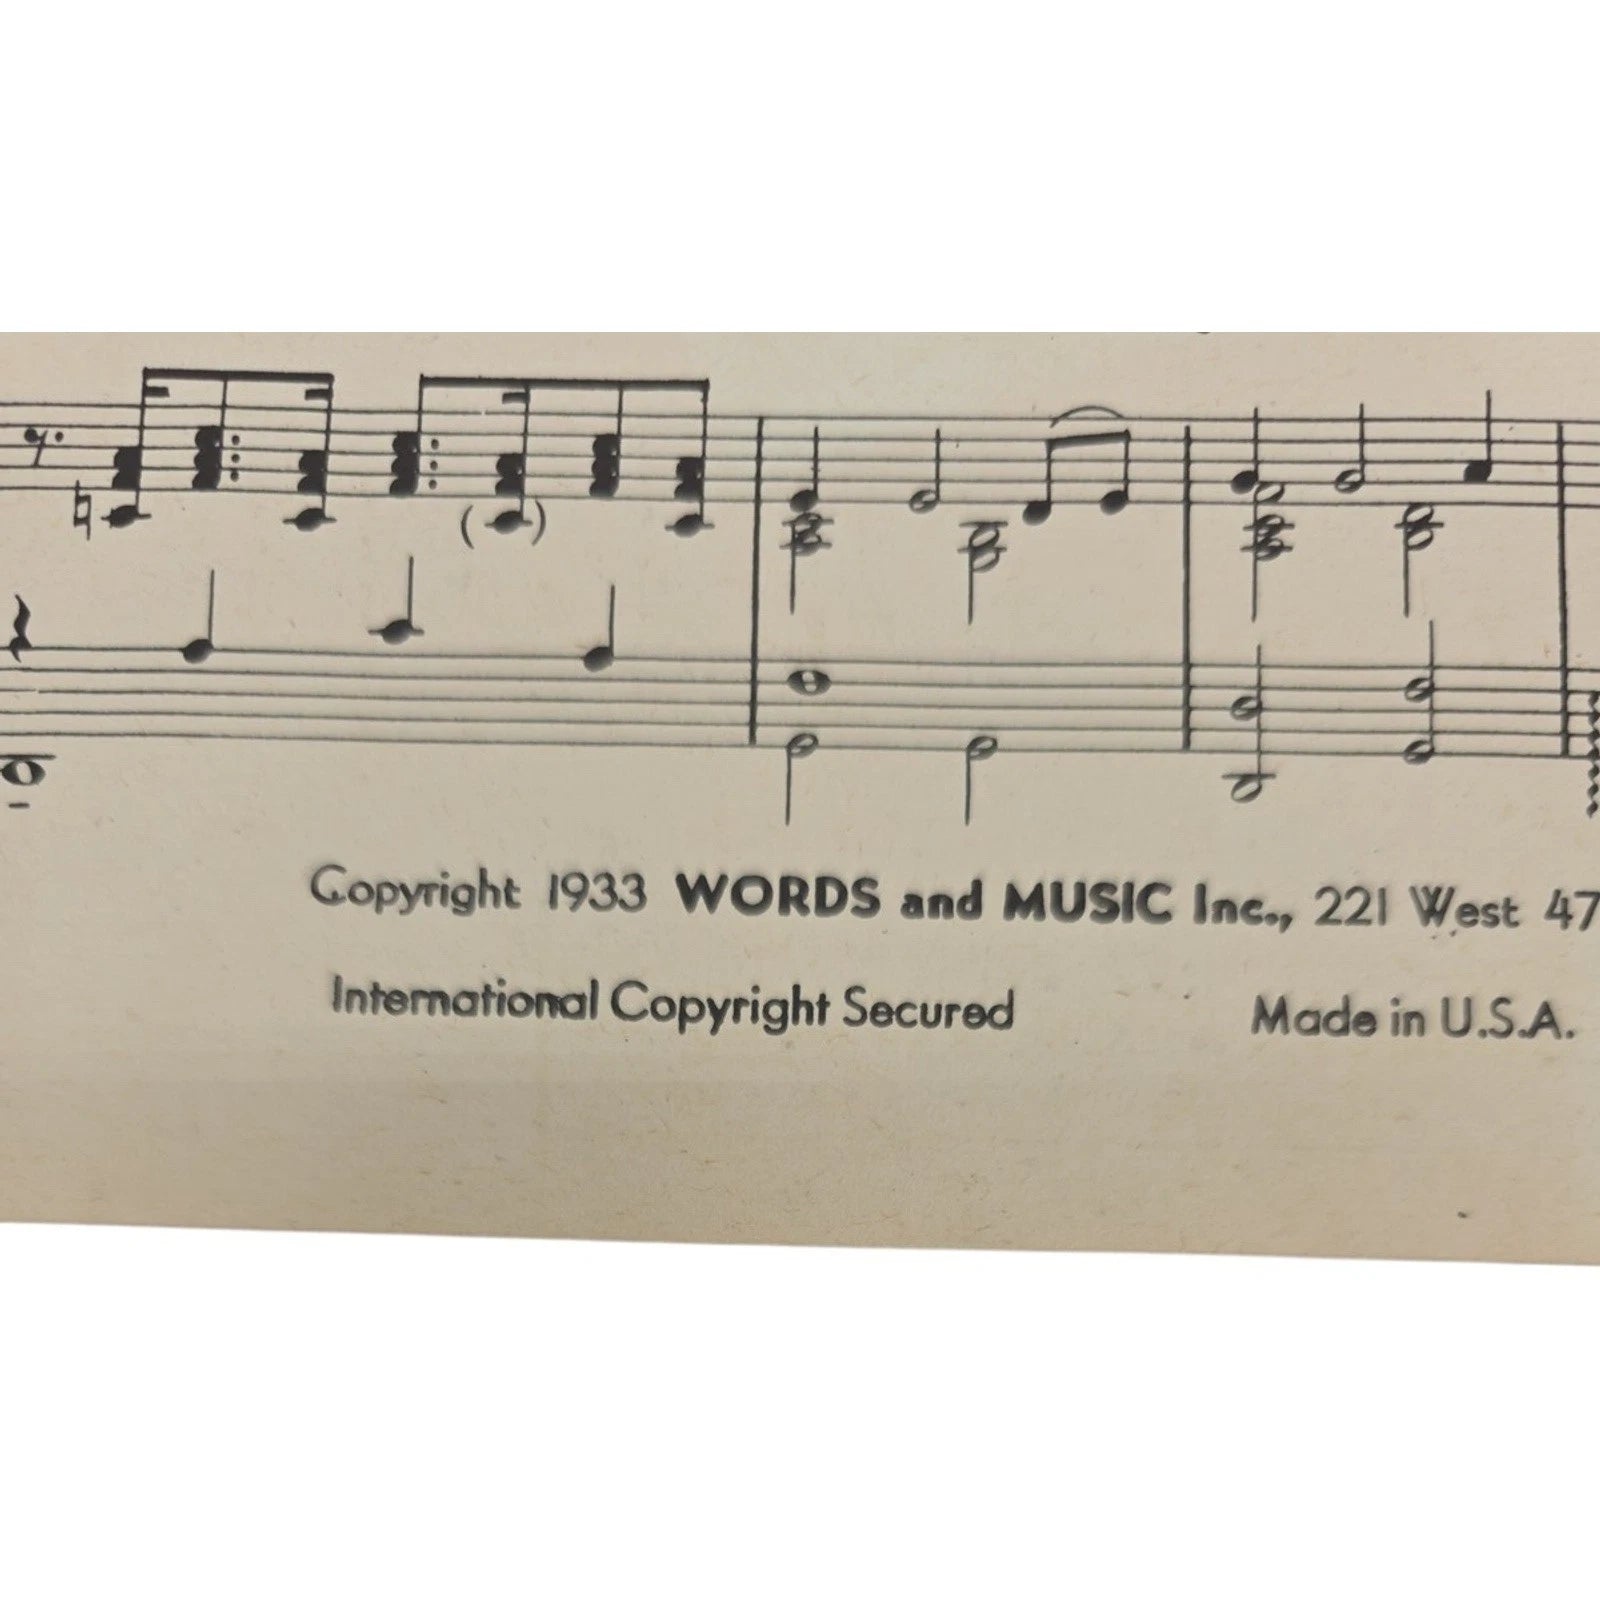 Copyright 1933 WORDS and MUSIC Inc., 221 West 47
International Copyright Secured Made in U.S.A.